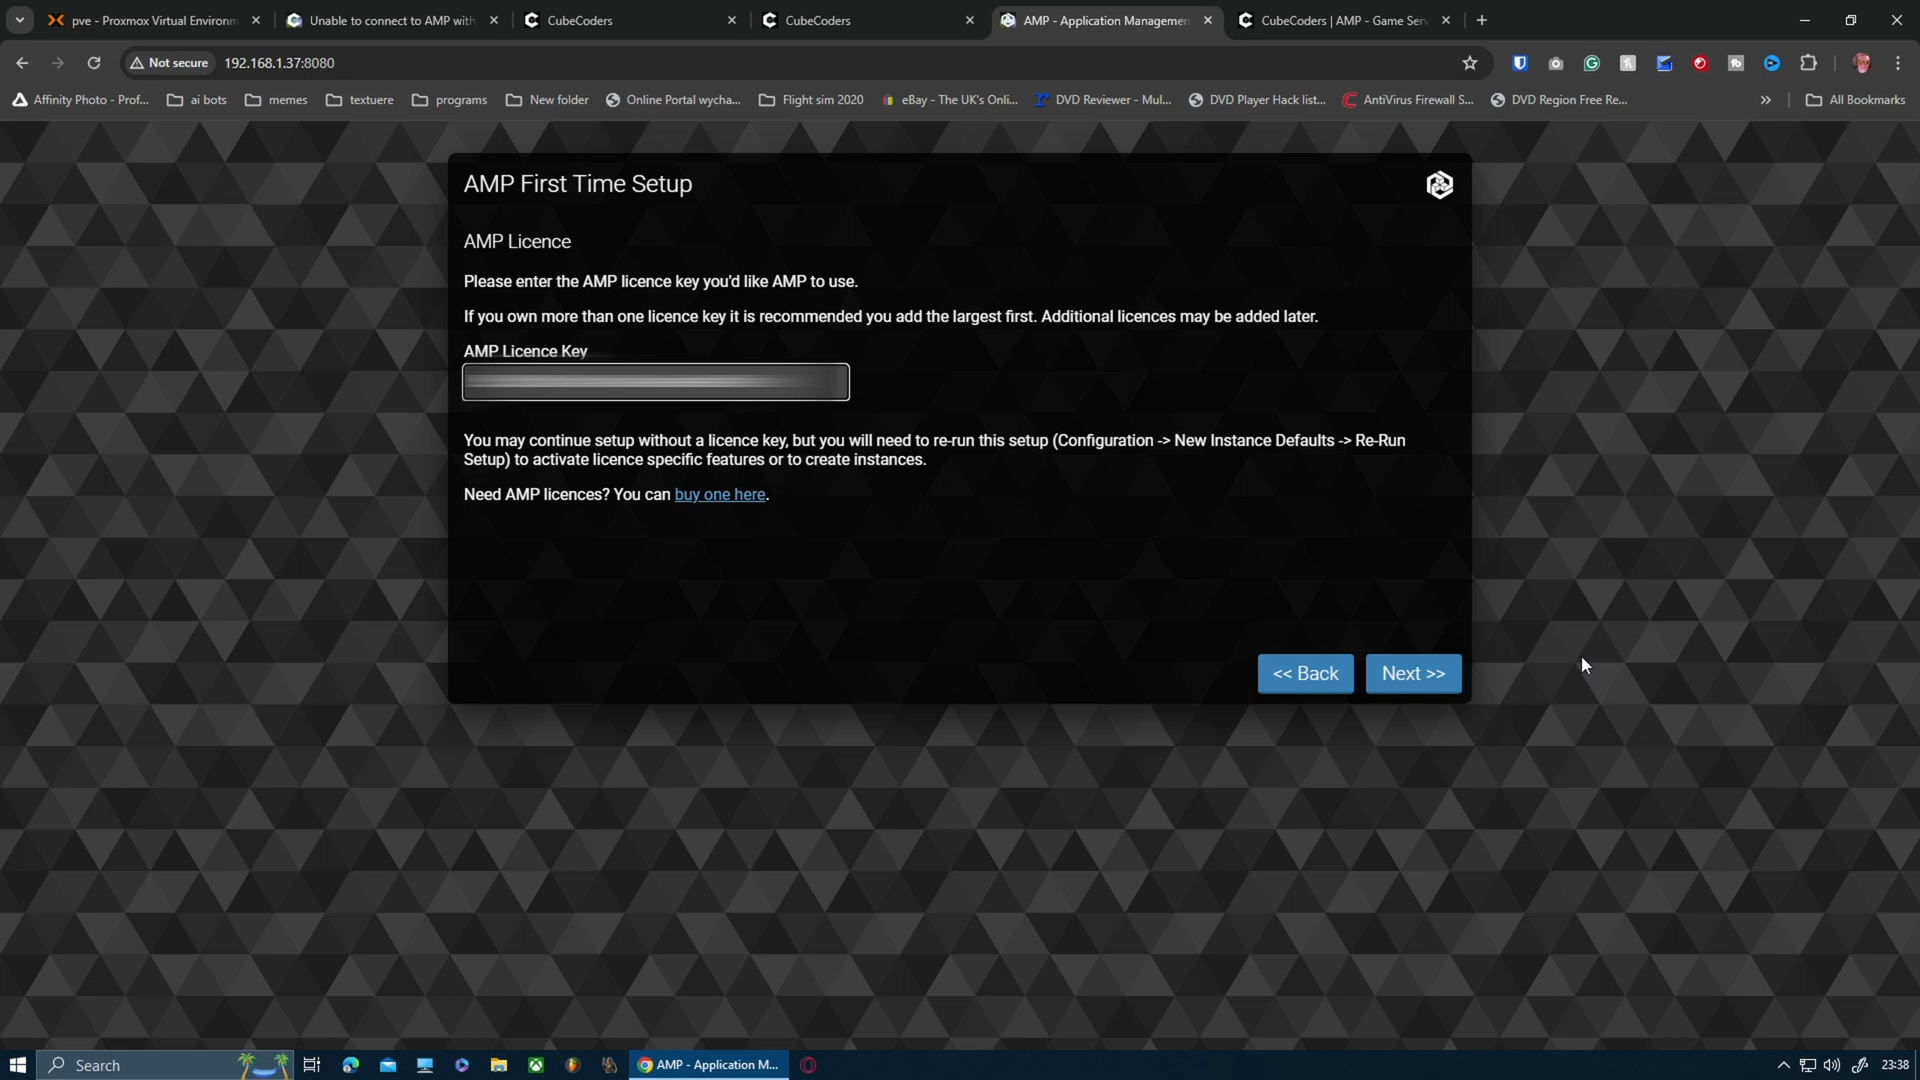 pve - Proxmox Virtual Environm
Unable to connect to AMP with
CubeCoders
CubeCoders
AMP - Application Managemen
CubeCoders | AMP - Game Serv
Not secure
192.168.1.37:8080
Affinity Photo - Prof...
ai bots
memes
textuere
programs
New folder
Online Portal wycha...
Flight sim 2020
eBay - The UK's Onli...
DVD Reviewer - Mul...
DVD Player Hack list...
AntiVirus Firewall S...
DVD Region Free Re...
»
All Bookmarks
AMP First Time Setup
AMP Licence
Please enter the AMP licence key you'd like AMP to use.
If you own more than one licence key it is recommended you add the largest first. Additional licences may be added later.
AMP Licence Key
You may continue setup without a licence key, but you will need to re-run this setup (Configuration -> New Instance Defaults -> Re-Run
Setup) to activate licence specific features or to create instances.
Need AMP licences? You can buy one here.
<< Back
Next >>
Search
AMP - Application M...
23:38